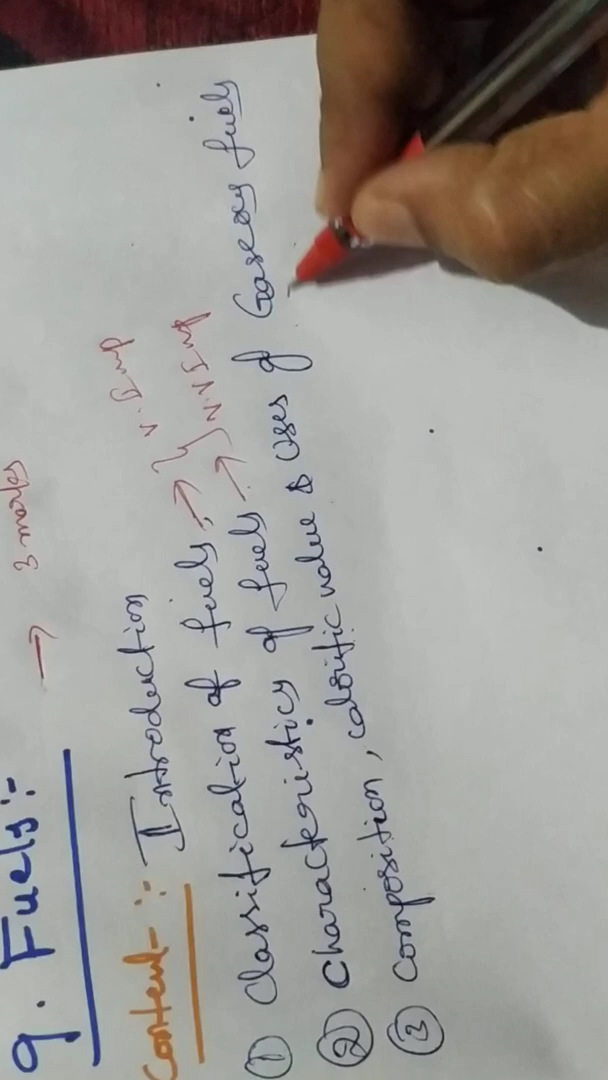 9. Fuels :- → 3 marks
Content :- Introduction
① Classification of fuels → V. Imp
② Characteristics of fuels → V.V Imp
③ Composition, calorific value & uses of Gaseous fuels